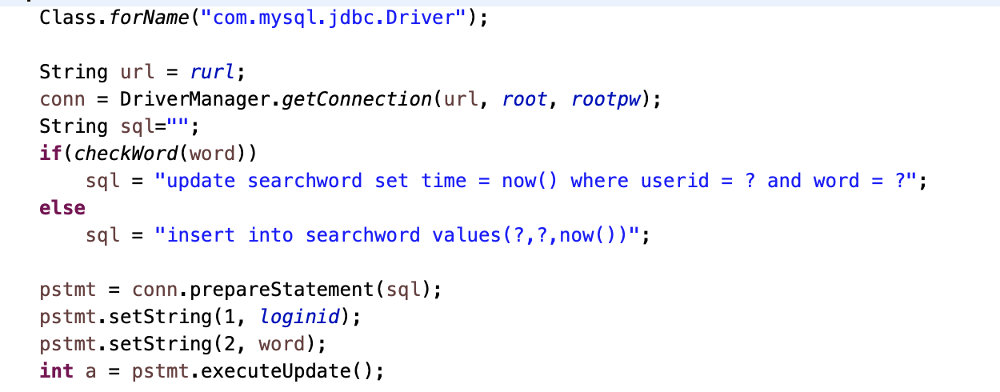 Class.forName("com.mysql.jdbc.Driver");
String url = rurl;
conn = DriverManager.getConnection(url, root, rootpw);
String sql="";
if(checkWord(word))
sql = "update searchword set time = now() where userid = ? and word = ?";
else
sql = "insert into searchword values(?,?,now())";
pstmt = conn.prepareStatement(sql);
pstmt.setString(1, loginid);
pstmt.setString(2, word);
int a = pstmt.executeUpdate();